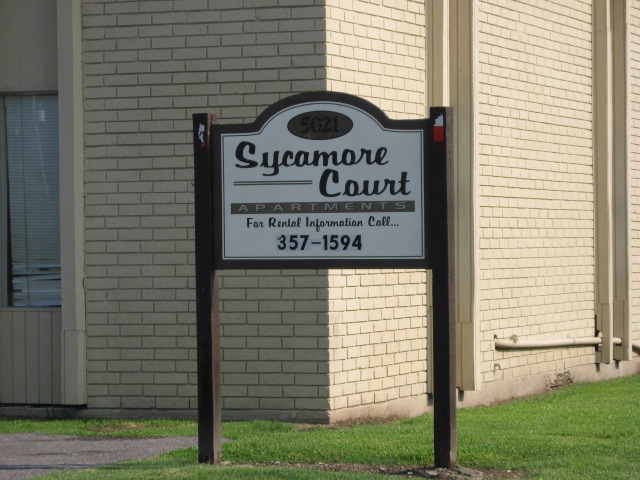 5621
Sycamore
Court
APARTMENTS
For Rental Information Call...
357-1594